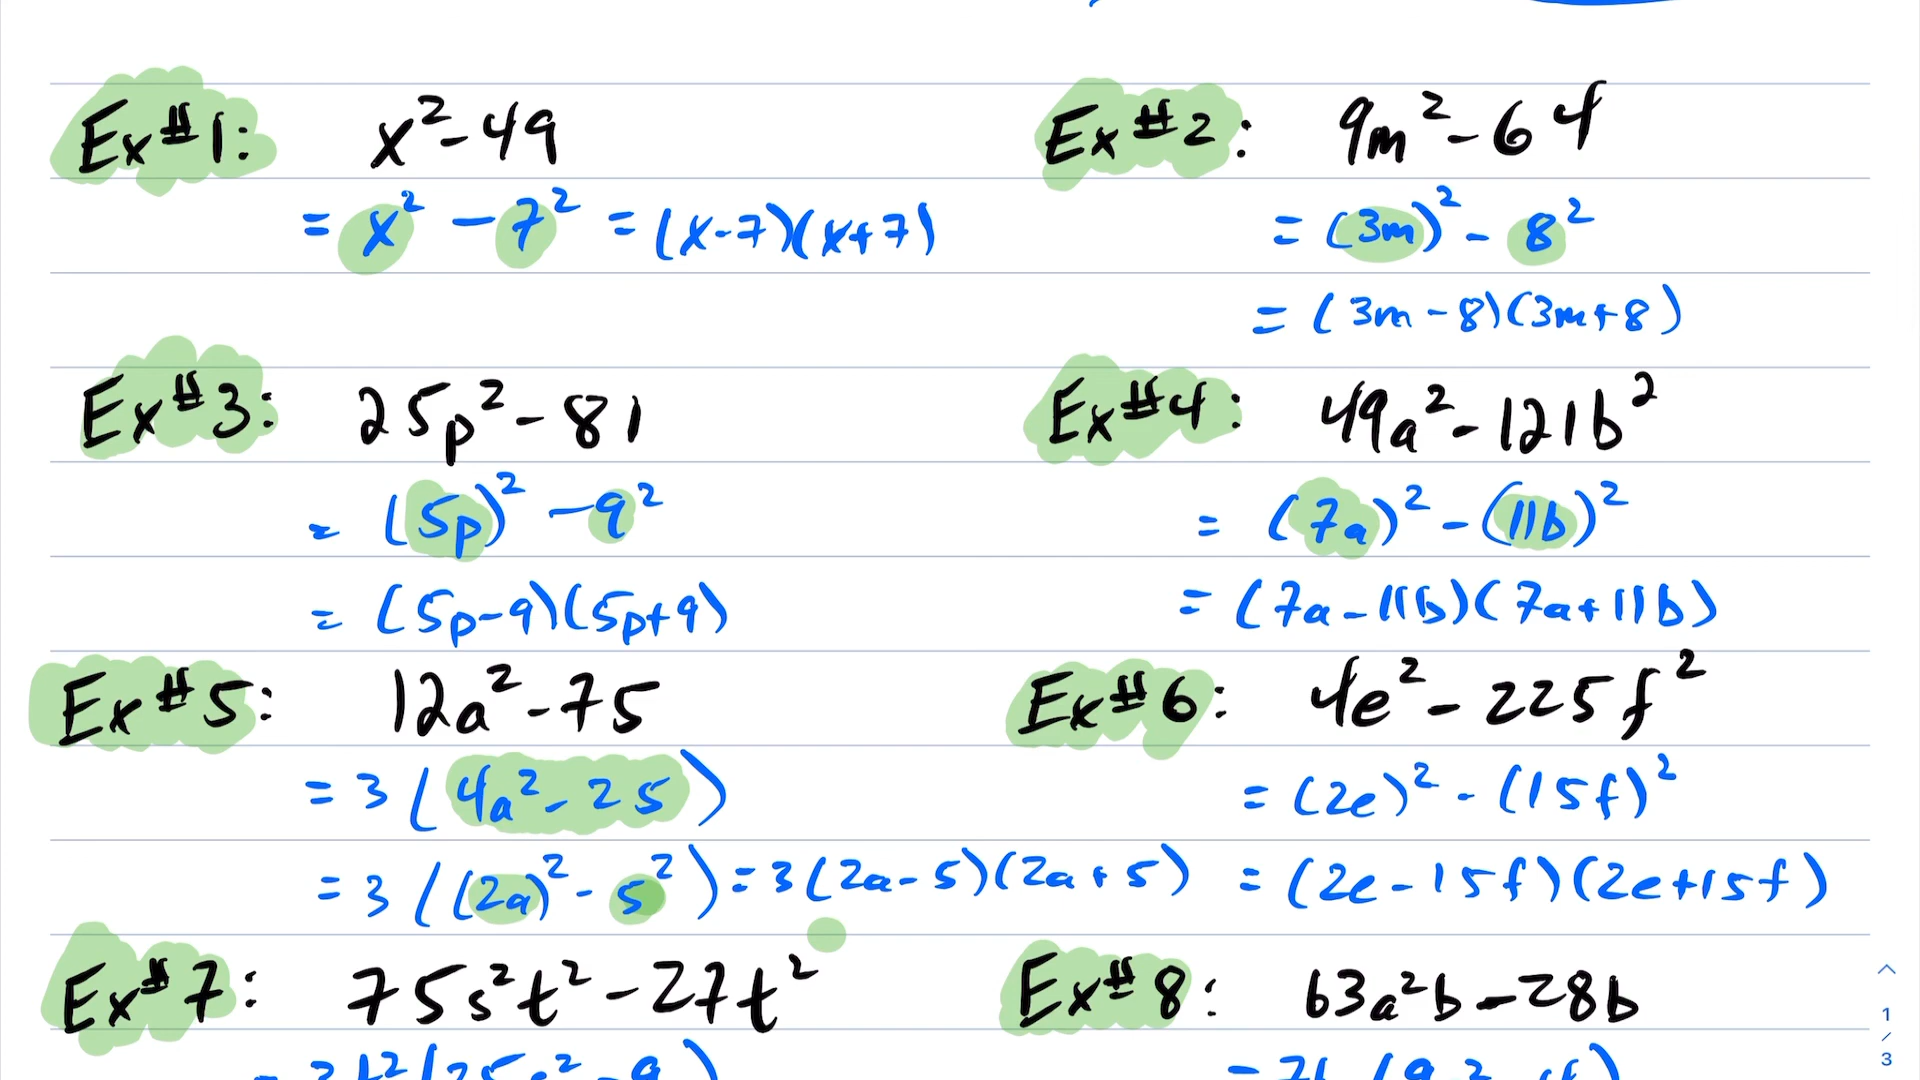 Ex#1: x²-49
= x² - 7² = (x-7)(x+7)
Ex#2: 9m²-64
= (3m)² - 8²
= (3m-8)(3m+8)
Ex#3: 25p²-81
= (5p)² - 9²
= (5p-9)(5p+9)
Ex#4: 49a²-121b²
= (7a)² - (11b)²
= (7a-11b)(7a+11b)
Ex#5: 12a²-75
= 3(4a²-25)
= 3((2a)²-5²) = 3(2a-5)(2a+5)
Ex#6: 4e²-225f²
= (2e)² - (15f)²
= (2e-15f)(2e+15f)
Ex#7: 75s²t²-27t²
Ex#8: 63a²b-28b
1
/
3